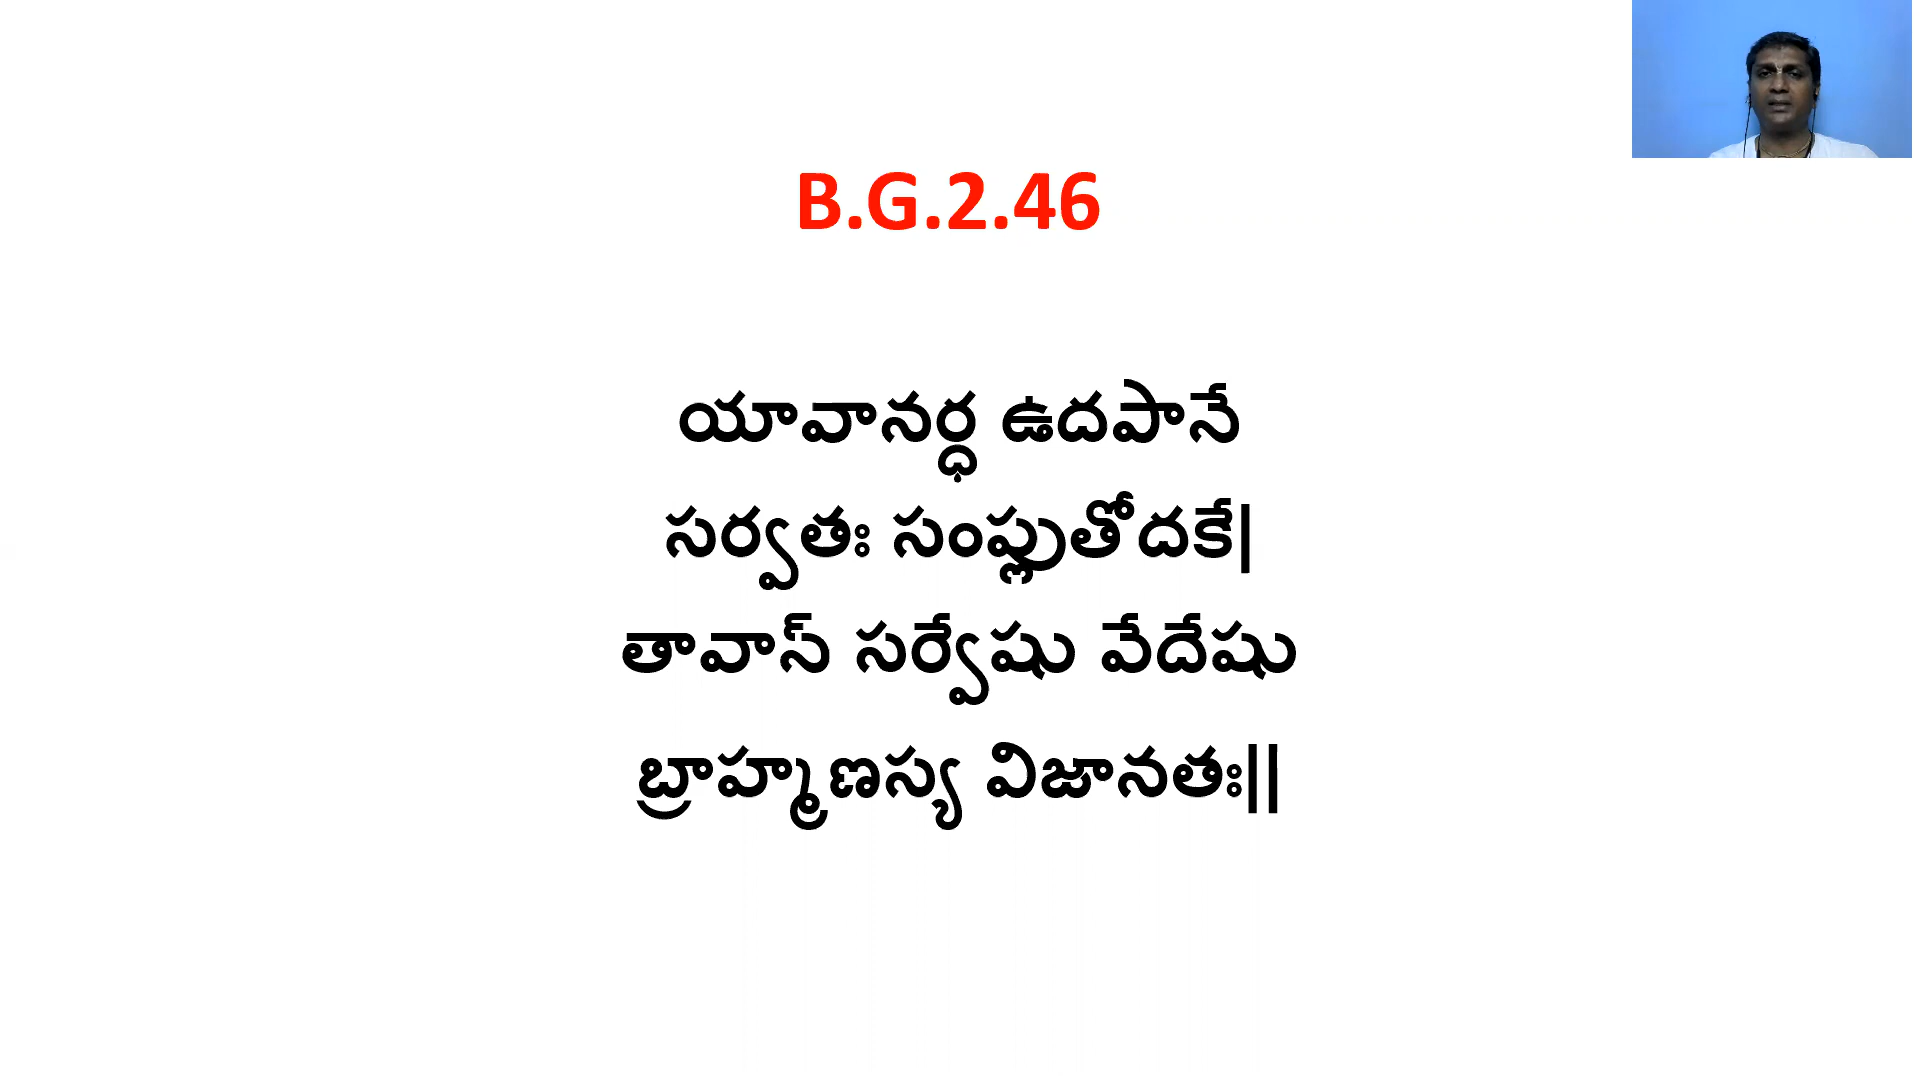 B.G.2.46
యావానర్ధ ఉదపానే
సర్వతః సంప్లుతోదకే|
తావాస్ సర్వేషు వేదేషు
బ్రాహ్మణస్య విజానతః||